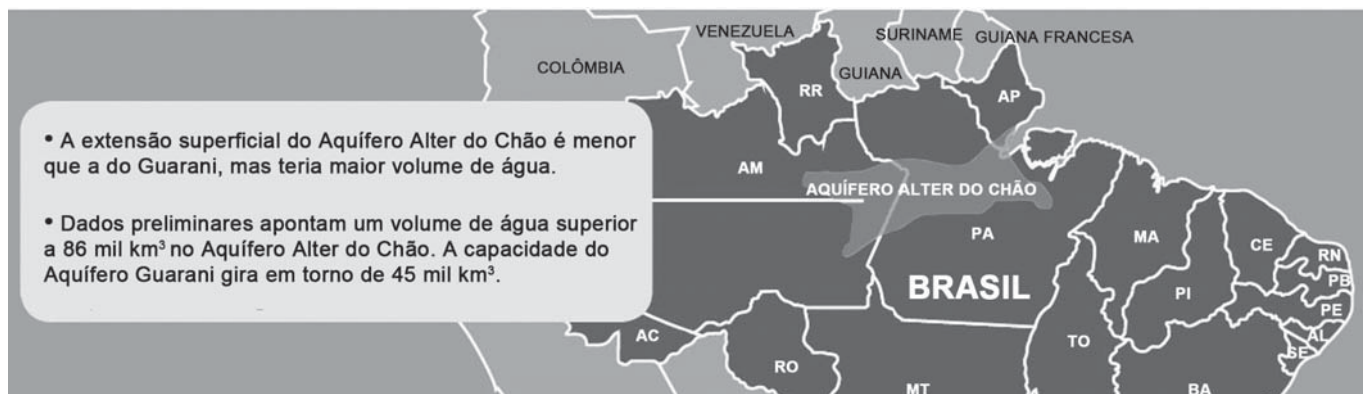 VENEZUELA
SURINAME
GUIANA FRANCESA
COLÔMBIA
GUIANA
RR
AP
• A extensão superficial do Aquífero Alter do Chão é menor
que a do Guarani, mas teria maior volume de água.
• Dados preliminares apontam um volume de água superior
a 86 mil km³ no Aquífero Alter do Chão. A capacidade do
Aquífero Guarani gira em torno de 45 mil km³.
AM
AQUÍFERO ALTER DO CHÃO
PA
MA
CE
RN
PB
BRASIL
PI
PE
AC
TO
AL
SE
RO
MT
BA